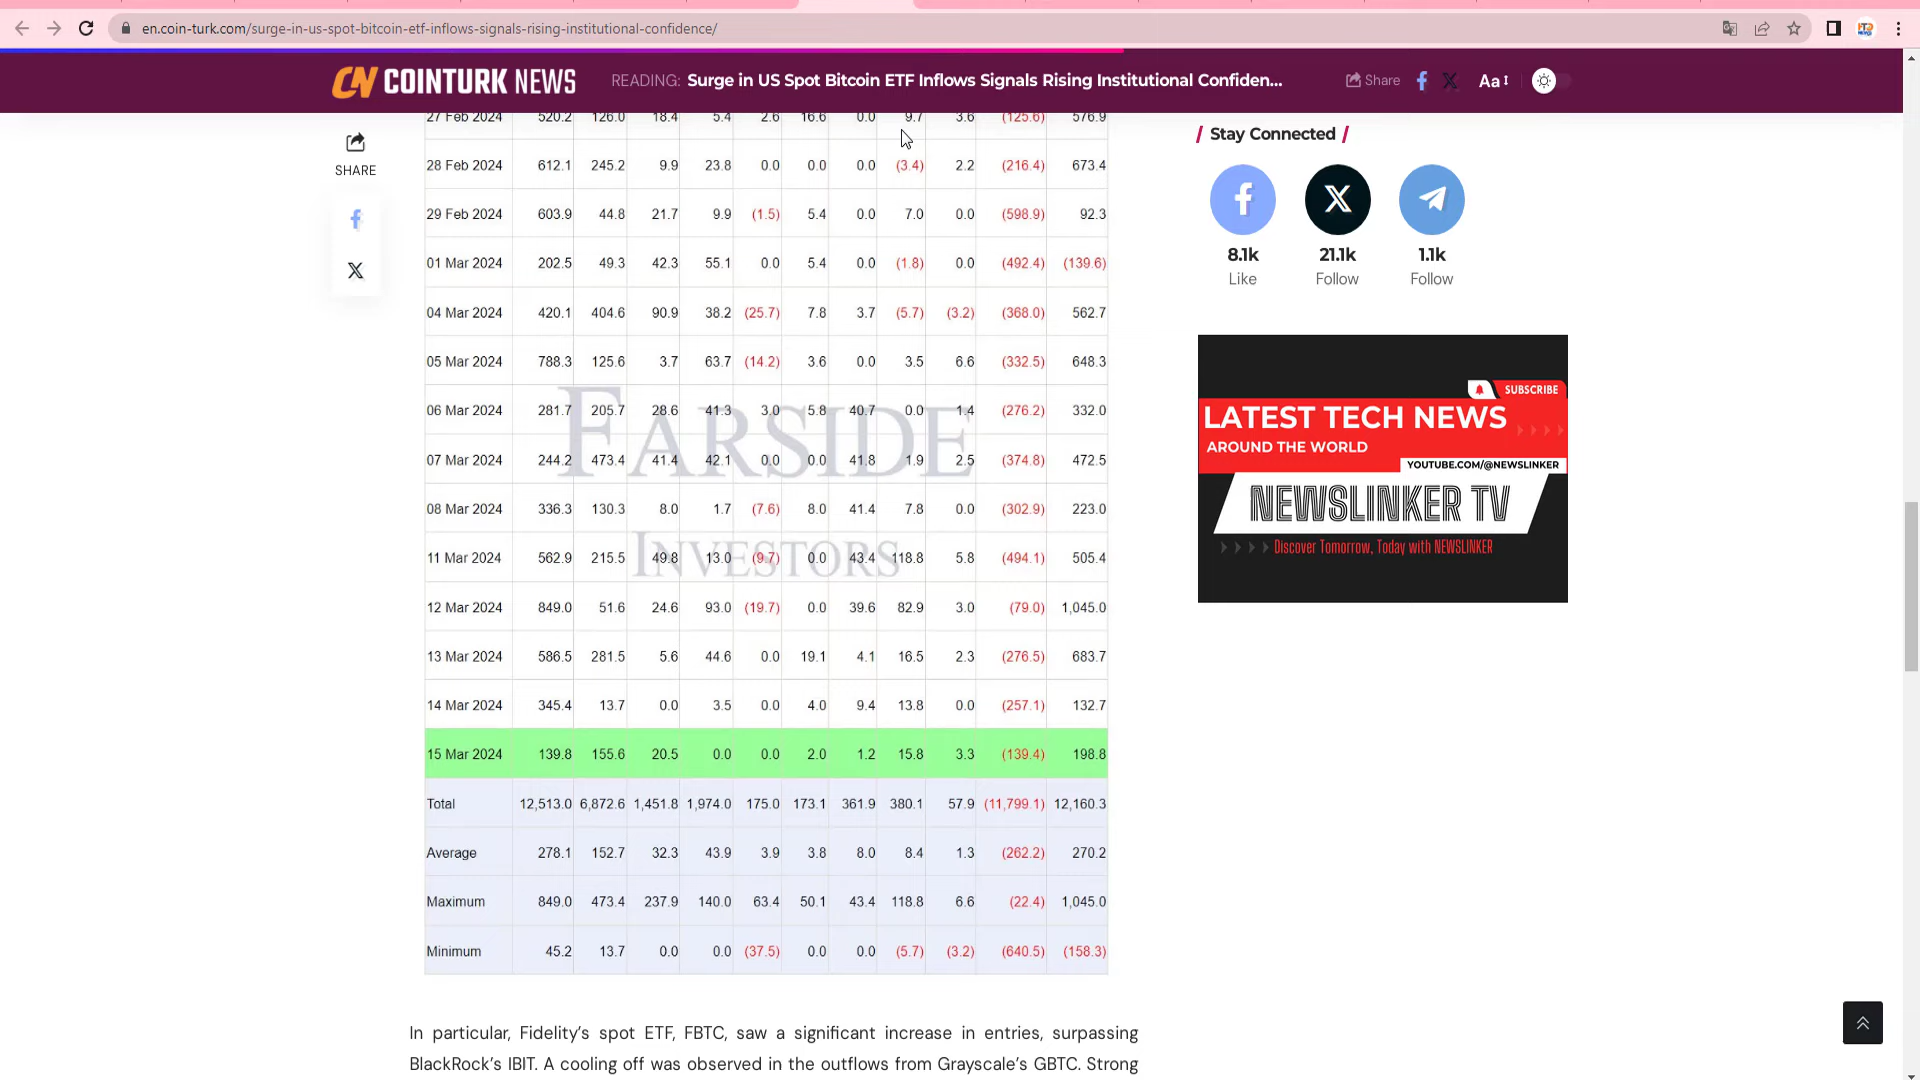 en.coin-turk.com/surge-in-us-spot-bitcoin-etf-inflows-signals-rising-institutional-confidence/
CN COINTURK NEWS READING: Surge in US Spot Bitcoin ETF Inflows Signals Rising Institutional Confiden... Share f X Aa
27 Feb 2024 520.2 126.0 18.4 5.4 2.6 16.6 0.0 9.7 3.6 (125.6) 576.9
SHARE
28 Feb 2024 612.1 245.2 9.9 23.8 0.0 0.0 0.0 (3.4) 2.2 (216.4) 673.4
29 Feb 2024 603.9 44.8 21.7 9.9 (1.5) 5.4 0.0 7.0 0.0 (598.9) 92.3
01 Mar 2024 202.5 49.3 42.3 55.1 0.0 5.4 0.0 (1.8) 0.0 (492.4) (139.6)
04 Mar 2024 420.1 404.6 90.9 38.2 (25.7) 7.8 3.7 (5.7) (3.2) (368.0) 562.7
05 Mar 2024 788.3 125.6 3.7 63.7 (14.2) 3.6 0.0 3.5 6.6 (332.5) 648.3
06 Mar 2024 281.7 205.7 28.6 41.3 3.0 5.8 40.7 0.0 1.4 (276.2) 332.0
07 Mar 2024 244.2 473.4 41.4 42.1 0.0 0.0 41.8 1.9 2.5 (374.8) 472.5
08 Mar 2024 336.3 130.3 8.0 1.7 (7.6) 8.0 41.4 7.8 0.0 (302.9) 223.0
11 Mar 2024 562.9 215.5 49.8 13.0 (9.7) 0.0 43.4 118.8 5.8 (494.1) 505.4
12 Mar 2024 849.0 51.6 24.6 93.0 (19.7) 0.0 39.6 82.9 3.0 (79.0) 1,045.0
13 Mar 2024 586.5 281.5 5.6 44.6 0.0 19.1 4.1 16.5 2.3 (276.5) 683.7
14 Mar 2024 345.4 13.7 0.0 3.5 0.0 4.0 9.4 13.8 0.0 (257.1) 132.7
15 Mar 2024 139.8 155.6 20.5 0.0 0.0 2.0 1.2 15.8 3.3 (139.4) 198.8
Total 12,513.0 6,872.6 1,451.8 1,974.0 175.0 173.1 361.9 380.1 57.9 (11,799.1) 12,160.3
Average 278.1 152.7 32.3 43.9 3.9 3.8 8.0 8.4 1.3 (262.2) 270.2
Maximum 849.0 473.4 237.9 140.0 63.4 50.1 43.4 118.8 6.6 (22.4) 1,045.0
Minimum 45.2 13.7 0.0 0.0 (37.5) 0.0 0.0 (5.7) (3.2) (640.5) (158.3)
FARSIDE
INVESTORS
In particular, Fidelity's spot ETF, FBTC, saw a significant increase in entries, surpassing
BlackRock's IBIT. A cooling off was observed in the outflows from Grayscale's GBTC. Strong
/ Stay Connected /
8.1k 21.1k 1.1k
Like Follow Follow
SUBSCRIBE
LATEST TECH NEWS
AROUND THE WORLD
YOUTUBE.COM/@NEWSLINKER
NEWSLINKER TV
Discover Tomorrow, Today with NEWSLINKER